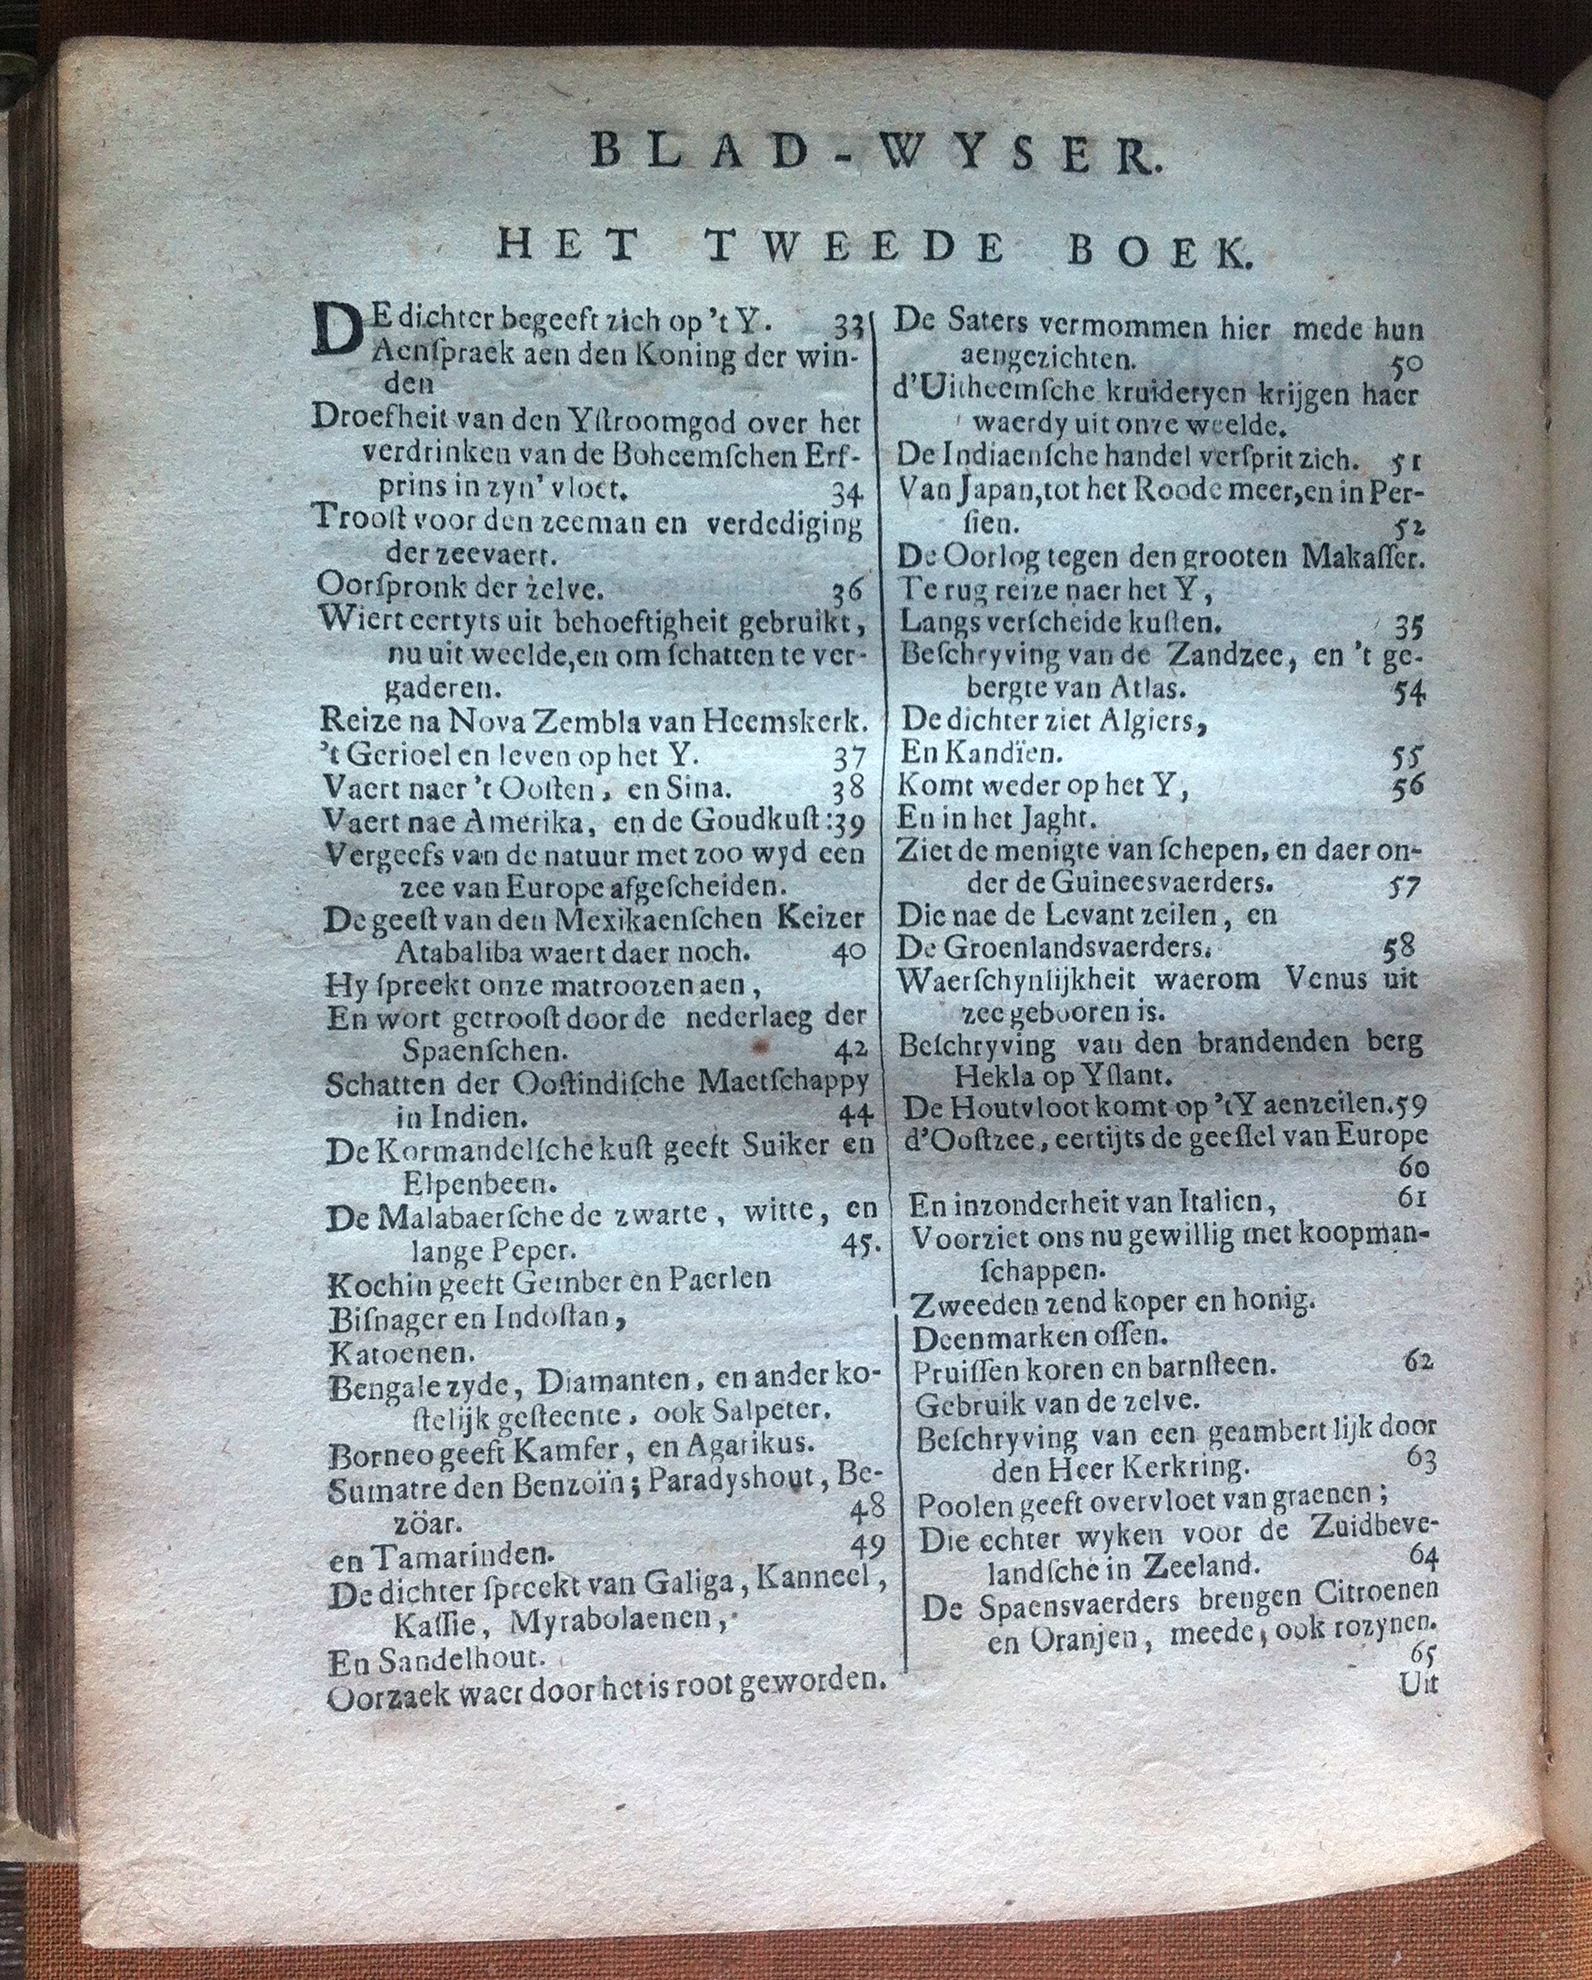 BLAD-WYSER.
HET TWEEDE BOEK.
DE dichter begeeft zich op 't Y. 33
Aenſpraek aen den Koning der win-
den
Droefheit van den Yſtroomgod over het
verdrinken van de Boheemſchen Erf-
prins in zyn' vloet. 34
Trooſt voor den zeeman en verdediging
der zeevaert.
Oorſpronk der zelve. 36
Wiert eertyts uit behoeftigheit gebruikt,
nu uit weelde, en om ſchatten te ver-
gaderen.
Reize na Nova Zembla van Heemskerk.
't Gerioel en leven op het Y. 37
Vaert naer 't Ooſten, en Sina. 38
Vaert nae Amerika, en de Goudkuſt: 39
Vergeefs van de natuur met zoo wyd een
zee van Europe afgeſcheiden.
De geeſt van den Mexikaenſchen Keizer
Atabaliba waert daer noch. 40
Hy ſpreekt onze matroozen aen,
En wort getrooſt door de nederlaeg der
Spaenſchen. 42
Schatten der Ooſtindiſche Maetſchappy
in Indien. 44
De Kormandelſche kuſt geeft Suiker en
Elpenbeen.
De Malabaerſche de zwarte, witte, en
lange Peper. 45.
Kochin geeft Gember en Paerlen
Biſnager en Indoſtan,
Katoenen.
Bengale zyde, Diamanten, en ander ko-
ſtelijk geſteente, ook Salpeter.
Borneo geeft Kamfer, en Agarikus.
Sumatre den Benzoïn; Paradyshout, Be-
zöar. 48
en Tamarinden. 49
De dichter ſpreekt van Galiga, Kanneel,
Kaſſie, Myrabolaenen,
En Sandelhout.
Oorzaek waer door het is root geworden.
De Saters vermommen hier mede hun
aengezichten. 50
d'Uitheemſche kruideryen krijgen haer
waerdy uit onze weelde.
De Indiaenſche handel verſprit zich. 51
Van Japan, tot het Roode meer, en in Per-
ſien. 52
De Oorlog tegen den grooten Makaſſer.
Te rug reize naer het Y,
Langs verſcheide kuſten. 35
Beſchryving van de Zandzee, en 't ge-
bergte van Atlas. 54
De dichter ziet Algiers,
En Kandïen. 55
Komt weder op het Y, 56
En in het Jaght.
Ziet de menigte van ſchepen, en daer on-
der de Guineesvaerders. 57
Die nae de Levant zeilen, en
De Groenlandsvaerders. 58
Waerſchynlijkheit waerom Venus uit
zee gebooren is.
Beſchryving van den brandenden berg
Hekla op Yſlant.
De Houtvloot komt op 'tY aenzeilen. 59
d'Ooſtzee, eertijts de geeſſel van Europe
60
En inzonderheit van Italien, 61
Voorziet ons nu gewillig met koopman-
ſchappen.
Zweeden zend koper en honig.
Deenmarken oſſen.
Pruiſſen koren en barnſteen. 62
Gebruik van de zelve.
Beſchryving van een geambert lijk door
den Heer Kerkring. 63
Poolen geeft overvloet van graenen;
Die echter wyken voor de Zuidbeve-
landſche in Zeeland. 64
De Spaensvaerders brengen Citroenen
en Oranjen, meede, ook rozynen.
65
Uit